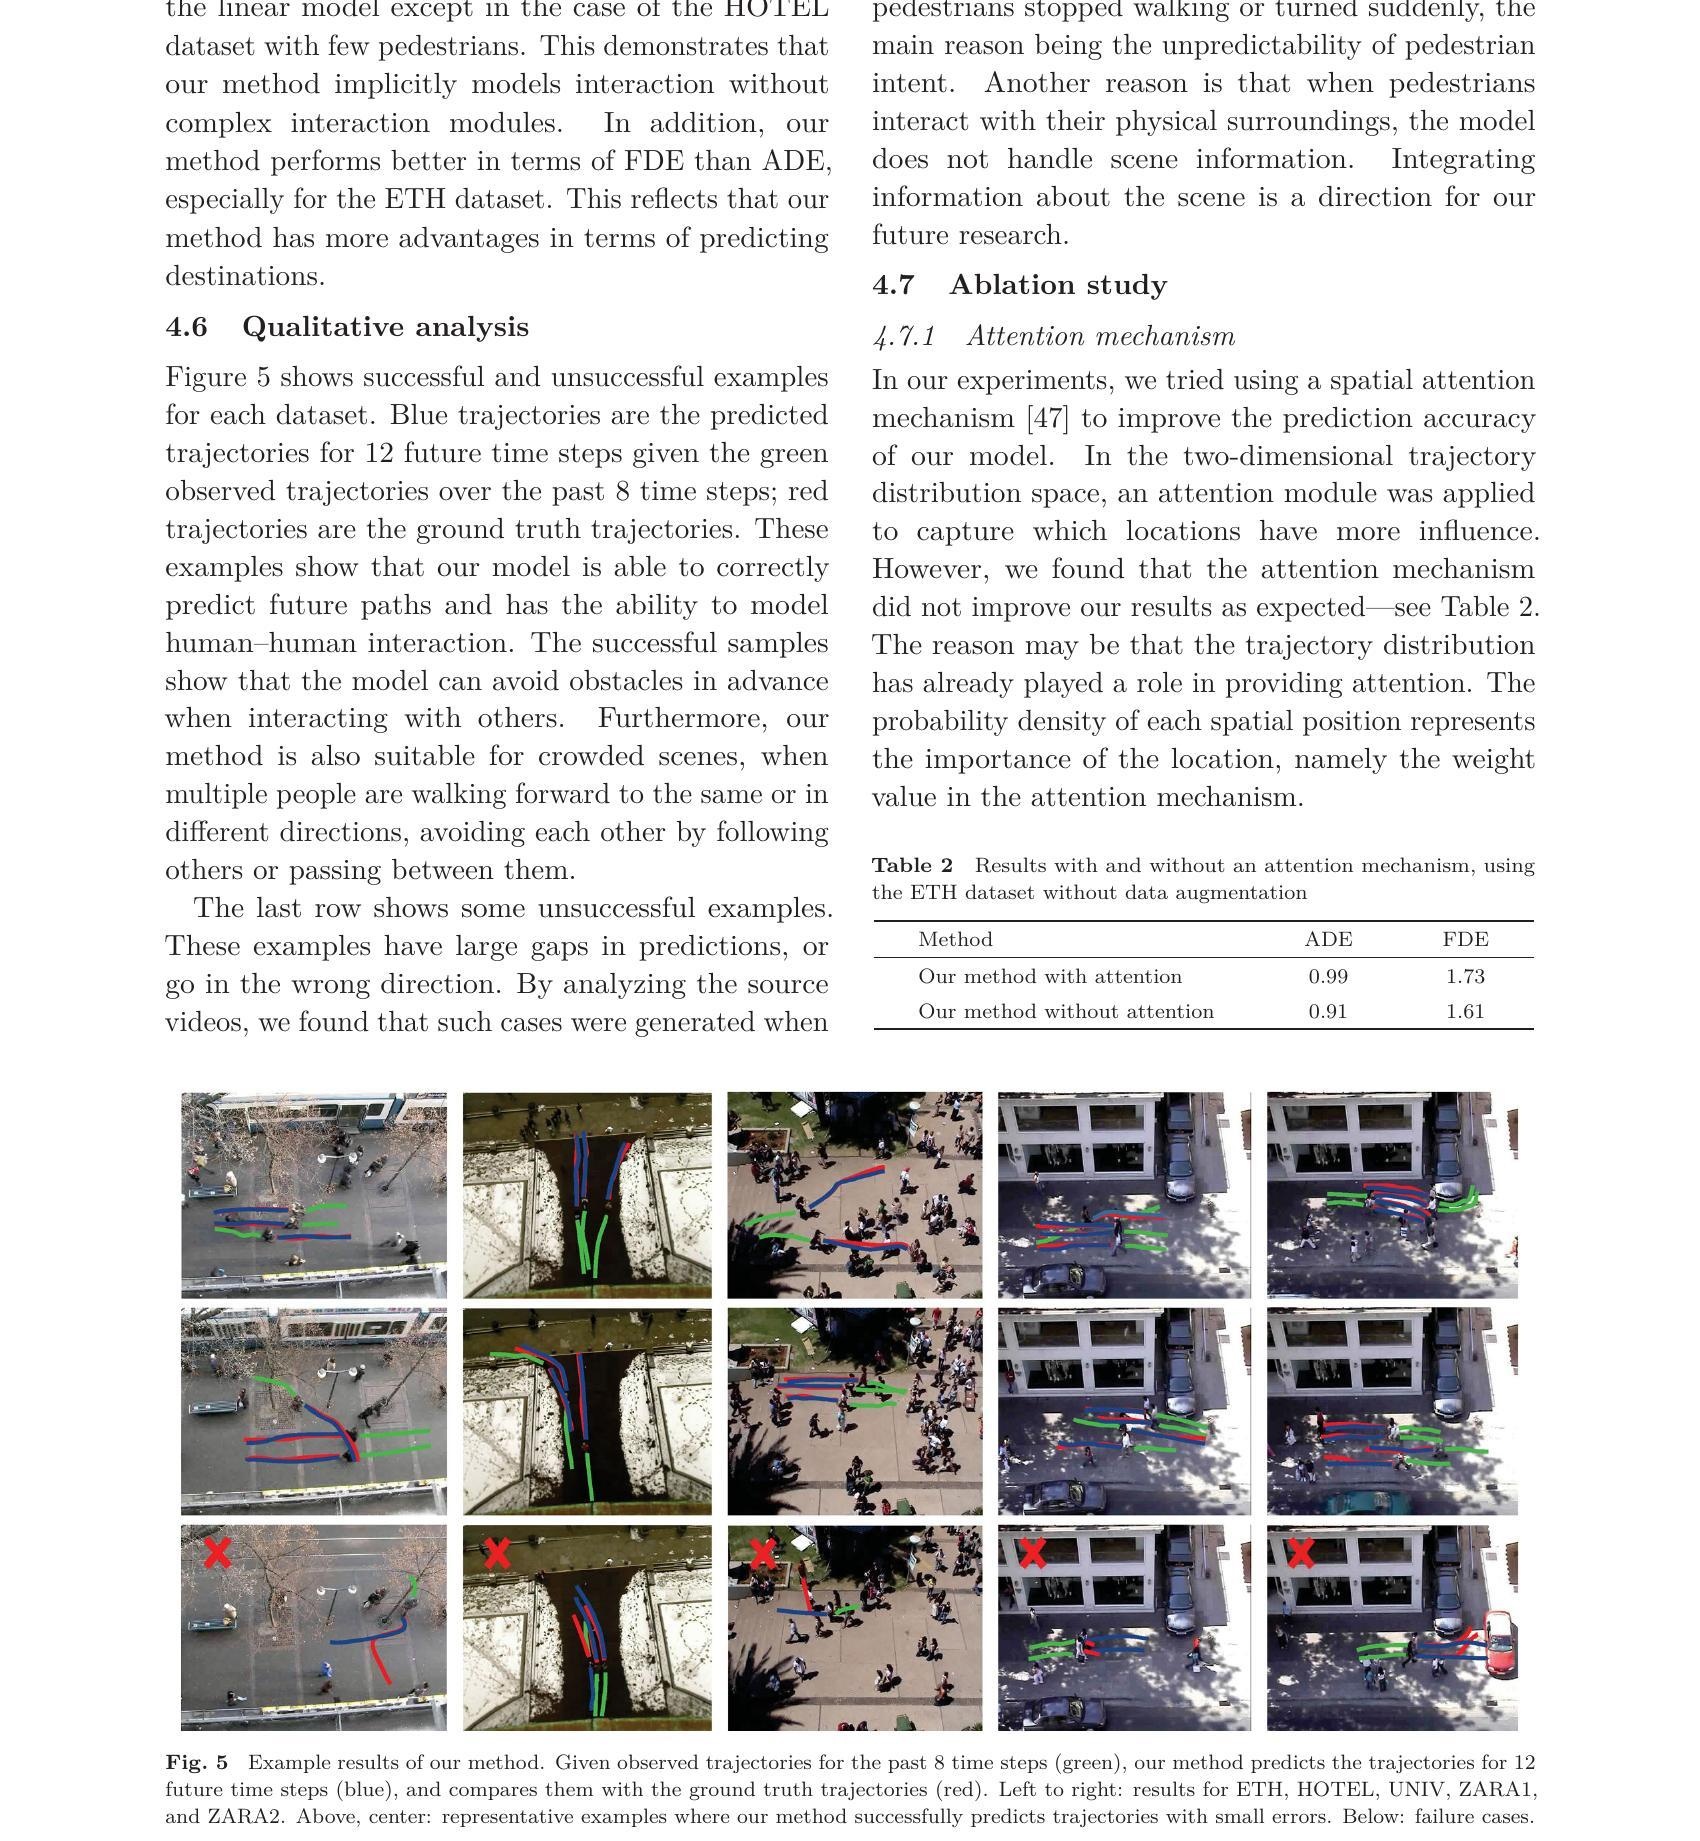 the linear model except in the case of the HOTEL
dataset with few pedestrians. This demonstrates that
our method implicitly models interaction without
complex interaction modules. In addition, our
method performs better in terms of FDE than ADE,
especially for the ETH dataset. This reflects that our
method has more advantages in terms of predicting
destinations.
4.6 Qualitative analysis
Figure 5 shows successful and unsuccessful examples
for each dataset. Blue trajectories are the predicted
trajectories for 12 future time steps given the green
observed trajectories over the past 8 time steps; red
trajectories are the ground truth trajectories. These
examples show that our model is able to correctly
predict future paths and has the ability to model
human–human interaction. The successful samples
show that the model can avoid obstacles in advance
when interacting with others. Furthermore, our
method is also suitable for crowded scenes, when
multiple people are walking forward to the same or in
different directions, avoiding each other by following
others or passing between them.
The last row shows some unsuccessful examples.
These examples have large gaps in predictions, or
go in the wrong direction. By analyzing the source
videos, we found that such cases were generated when
pedestrians stopped walking or turned suddenly, the
main reason being the unpredictability of pedestrian
intent. Another reason is that when pedestrians
interact with their physical surroundings, the model
does not handle scene information. Integrating
information about the scene is a direction for our
future research.
4.7 Ablation study
4.7.1 Attention mechanism
In our experiments, we tried using a spatial attention
mechanism [47] to improve the prediction accuracy
of our model. In the two-dimensional trajectory
distribution space, an attention module was applied
to capture which locations have more influence.
However, we found that the attention mechanism
did not improve our results as expected—see Table 2.
The reason may be that the trajectory distribution
has already played a role in providing attention. The
probability density of each spatial position represents
the importance of the location, namely the weight
value in the attention mechanism.
Table 2 Results with and without an attention mechanism, using
the ETH dataset without data augmentation
Method ADE FDE
Our method with attention 0.99 1.73
Our method without attention 0.91 1.61
Fig. 5 Example results of our method. Given observed trajectories for the past 8 time steps (green), our method predicts the trajectories for 12
future time steps (blue), and compares them with the ground truth trajectories (red). Left to right: results for ETH, HOTEL, UNIV, ZARA1,
and ZARA2. Above, center: representative examples where our method successfully predicts trajectories with small errors. Below: failure cases.